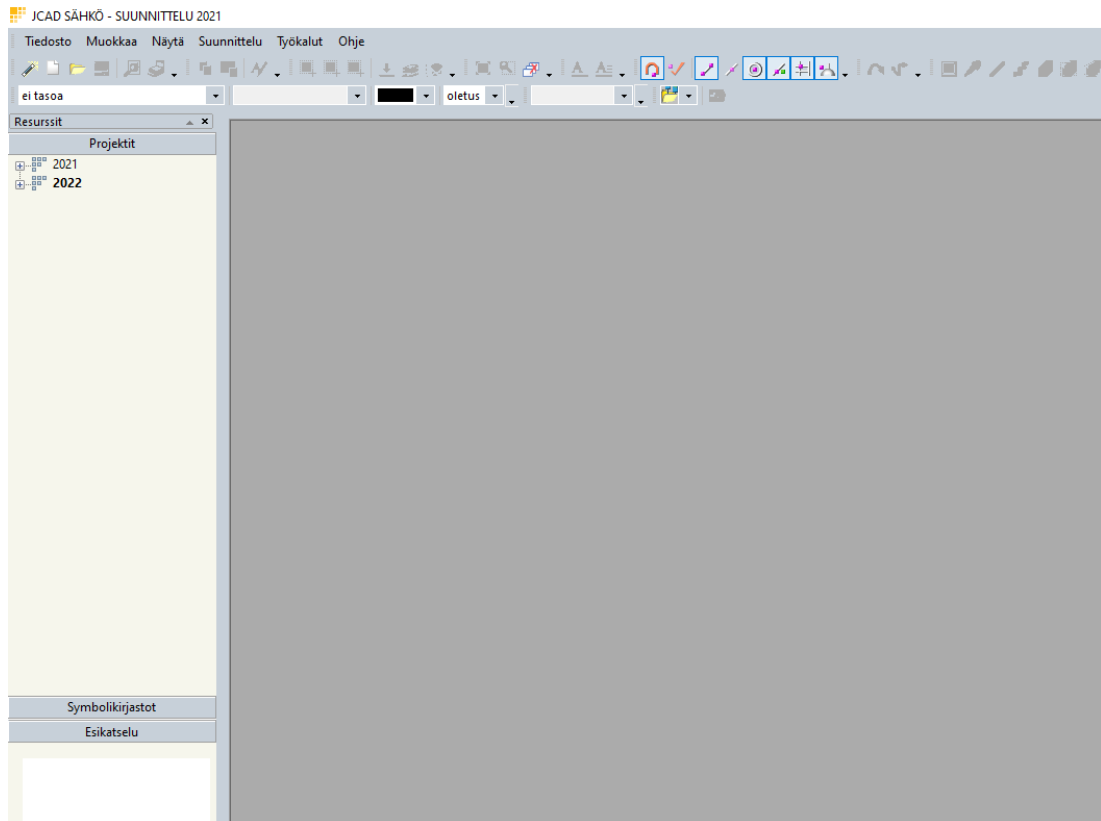 JCAD SÄHKÖ - SUUNNITTELU 2021
Tiedosto Muokkaa Näytä Suunnittelu Työkalut Ohje
ei tasoa oletus
Resurssit
Projektit
2021
2022
Symbolikirjastot
Esikatselu